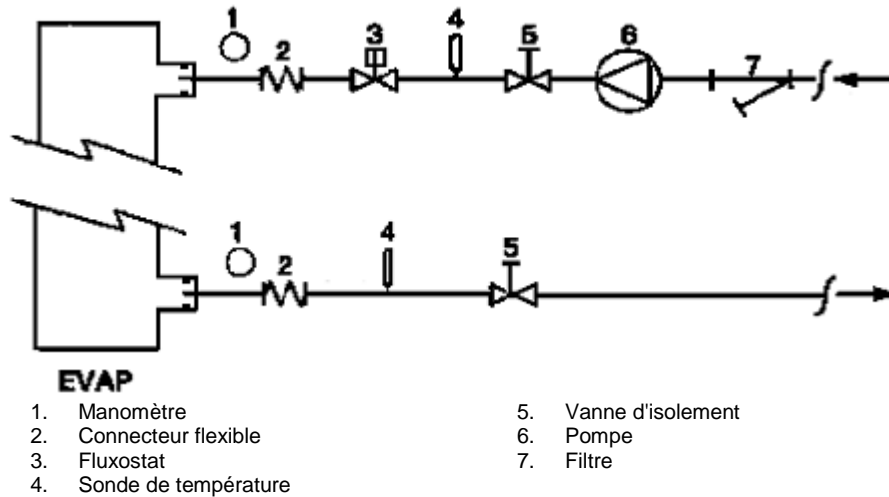 1 2 3 4 5 6 7
1 2 4 5
EVAP
1. Manomètre
2. Connecteur flexible
3. Fluxostat
4. Sonde de température
5. Vanne d'isolement
6. Pompe
7. Filtre